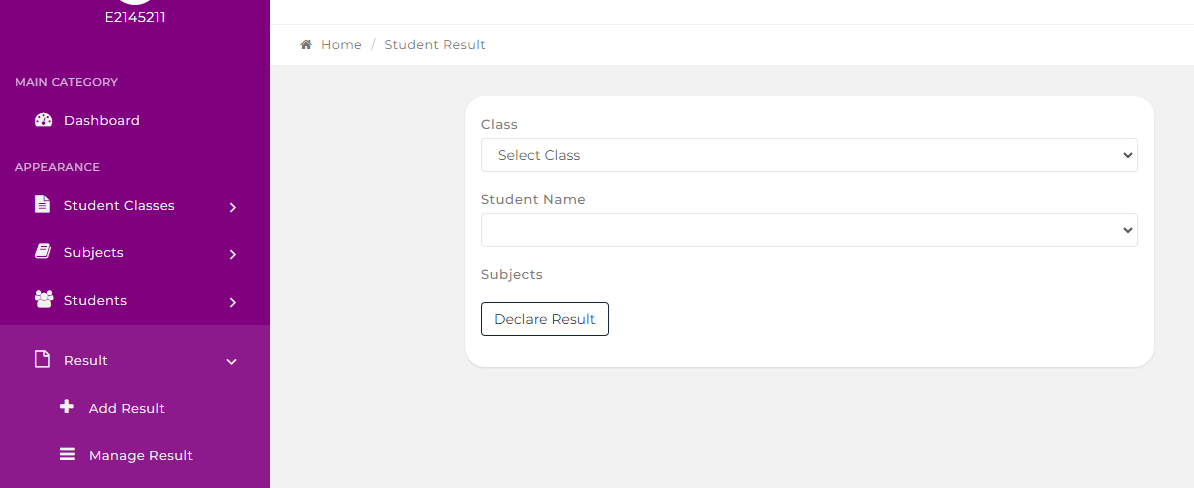 E2145211
MAIN CATEGORY
Dashboard
APPEARANCE
Student Classes
Subjects
Students
Result
Add Result
Manage Result
Home / Student Result
Class
Select Class
Student Name
Subjects
Declare Result